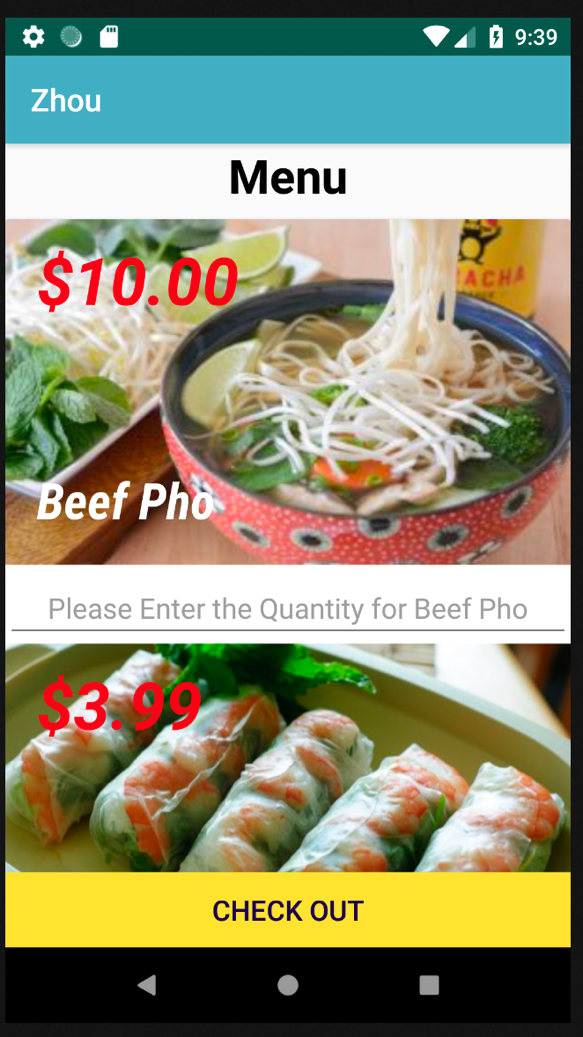 9:39
Zhou
Menu
$10.00
ACHA
Beef Pho
Please Enter the Quantity for Beef Pho
$3.99
CHECK OUT